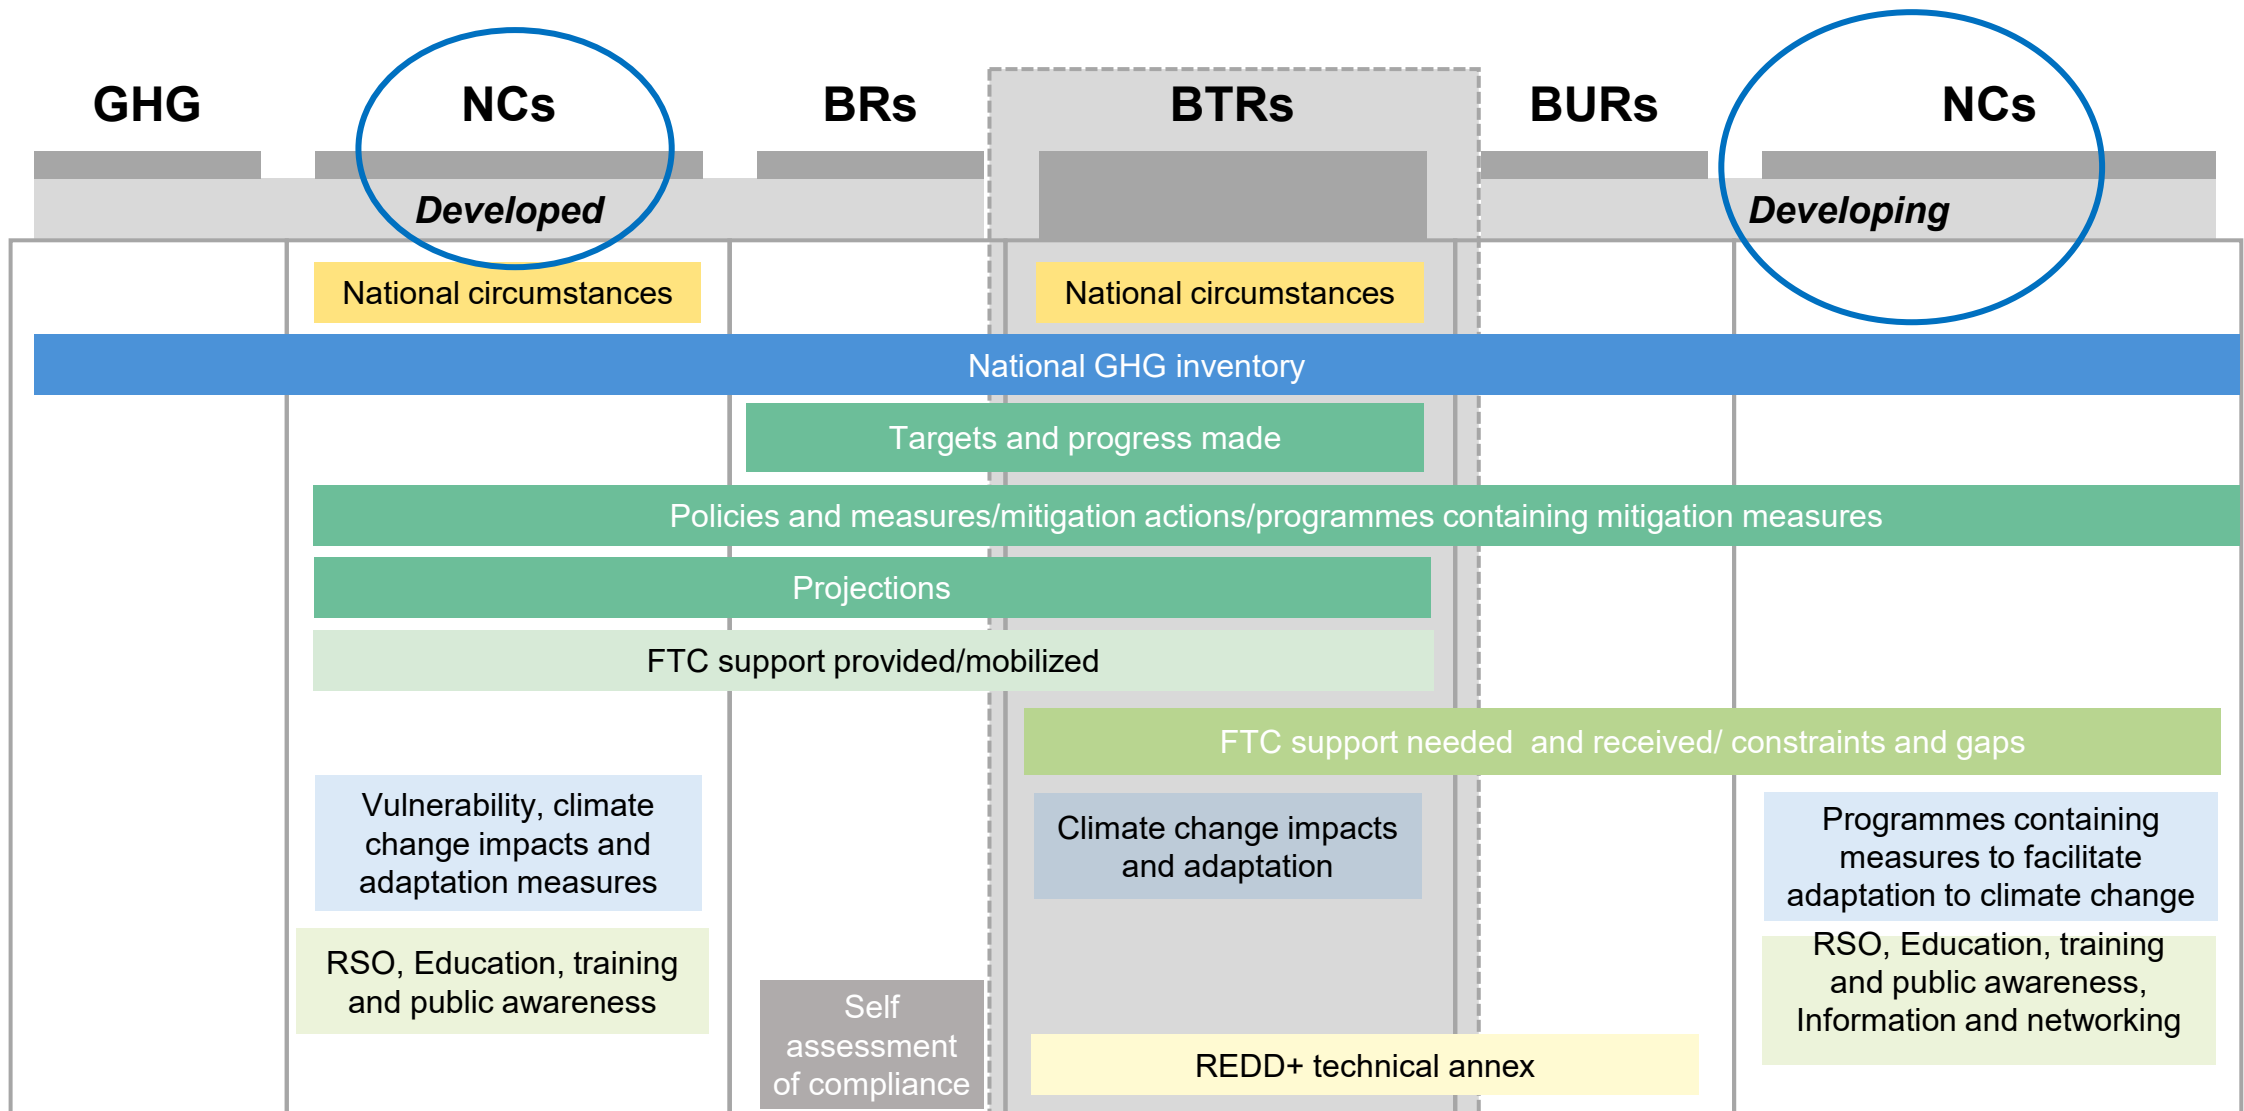 GHG
NCs
BRs
BTRs
BURs
NCs
Developed
Developing
National circumstances
National circumstances
National GHG inventory
Targets and progress made
Policies and measures/mitigation actions/programmes containing mitigation measures
Projections
FTC support provided/mobilized
FTC support needed  and received/ constraints and gaps
Vulnerability, climate
change impacts and
adaptation measures
Climate change impacts
and adaptation
Programmes containing
measures to facilitate
adaptation to climate change
RSO, Education, training
and public awareness
Self
assessment
of compliance
REDD+ technical annex
RSO, Education, training
and public awareness,
Information and networking